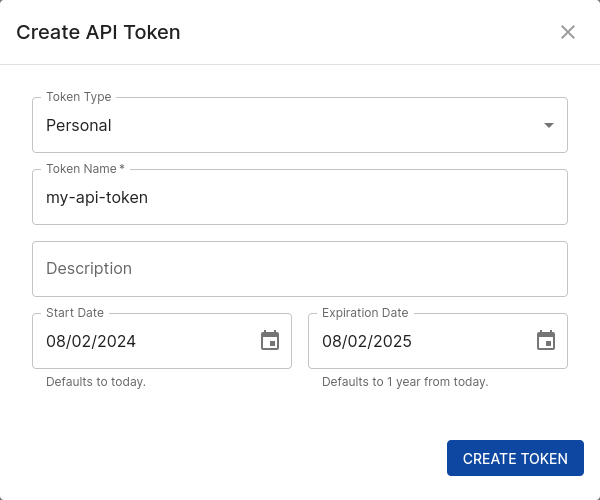 Create API Token
Token Type
Personal
Token Name *
my-api-token
Description
Start Date
08/02/2024
Defaults to today.
Expiration Date
08/02/2025
Defaults to 1 year from today.
CREATE TOKEN